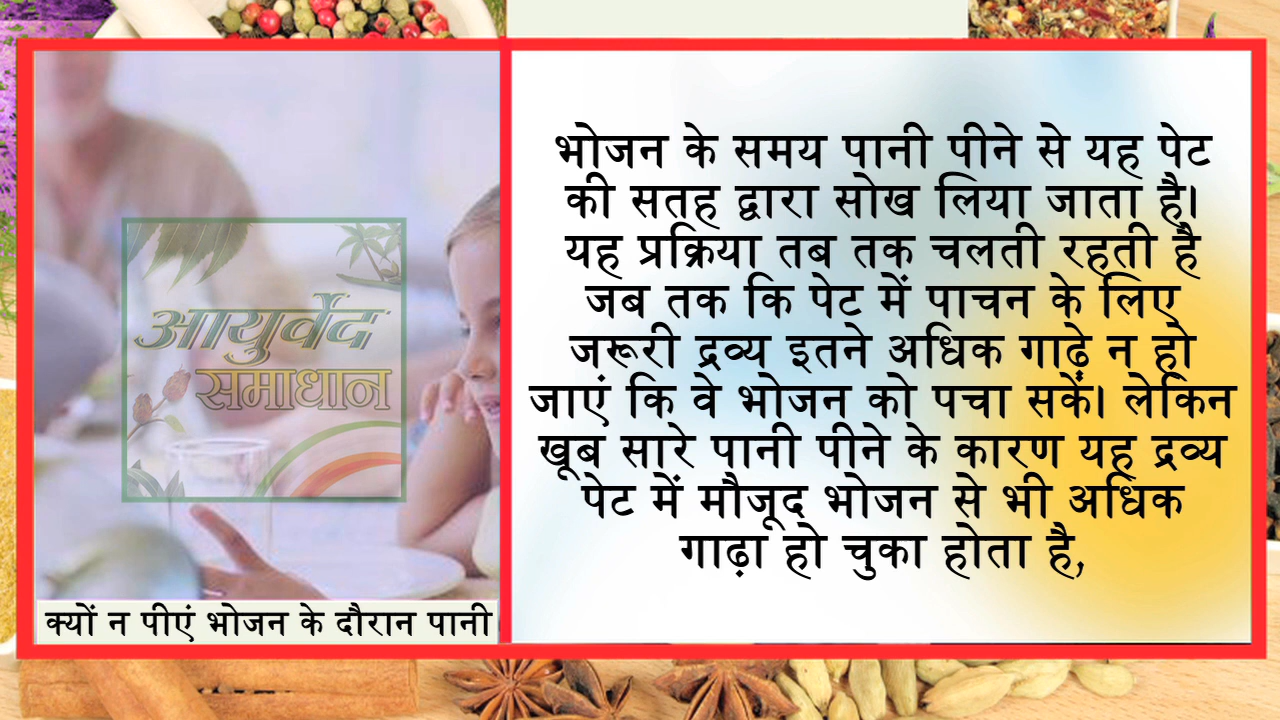 आयुर्वेद
समाधान
क्यों न पीएं भोजन के दौरान पानी
भोजन के समय पानी पीने से यह पेट
की सतह द्वारा सोख लिया जाता है।
यह प्रक्रिया तब तक चलती रहती है
जब तक कि पेट में पाचन के लिए
जरूरी द्रव्य इतने अधिक गाढ़े न हो
जाएं कि वे भोजन को पचा सकें। लेकिन
खूब सारे पानी पीने के कारण यह द्रव्य
पेट में मौजूद भोजन से भी अधिक
गाढ़ा हो चुका होता है,